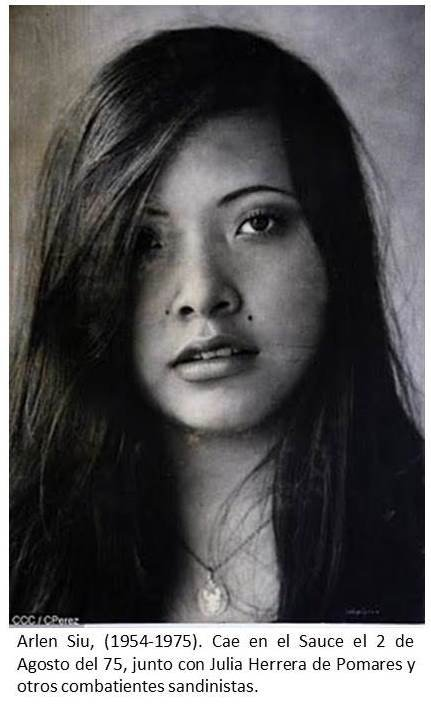 CCC / CPerez
Arlen Siu, (1954-1975). Cae en el Sauce el 2 de
Agosto del 75, junto con Julia Herrera de Pomares y
otros combatientes sandinistas.